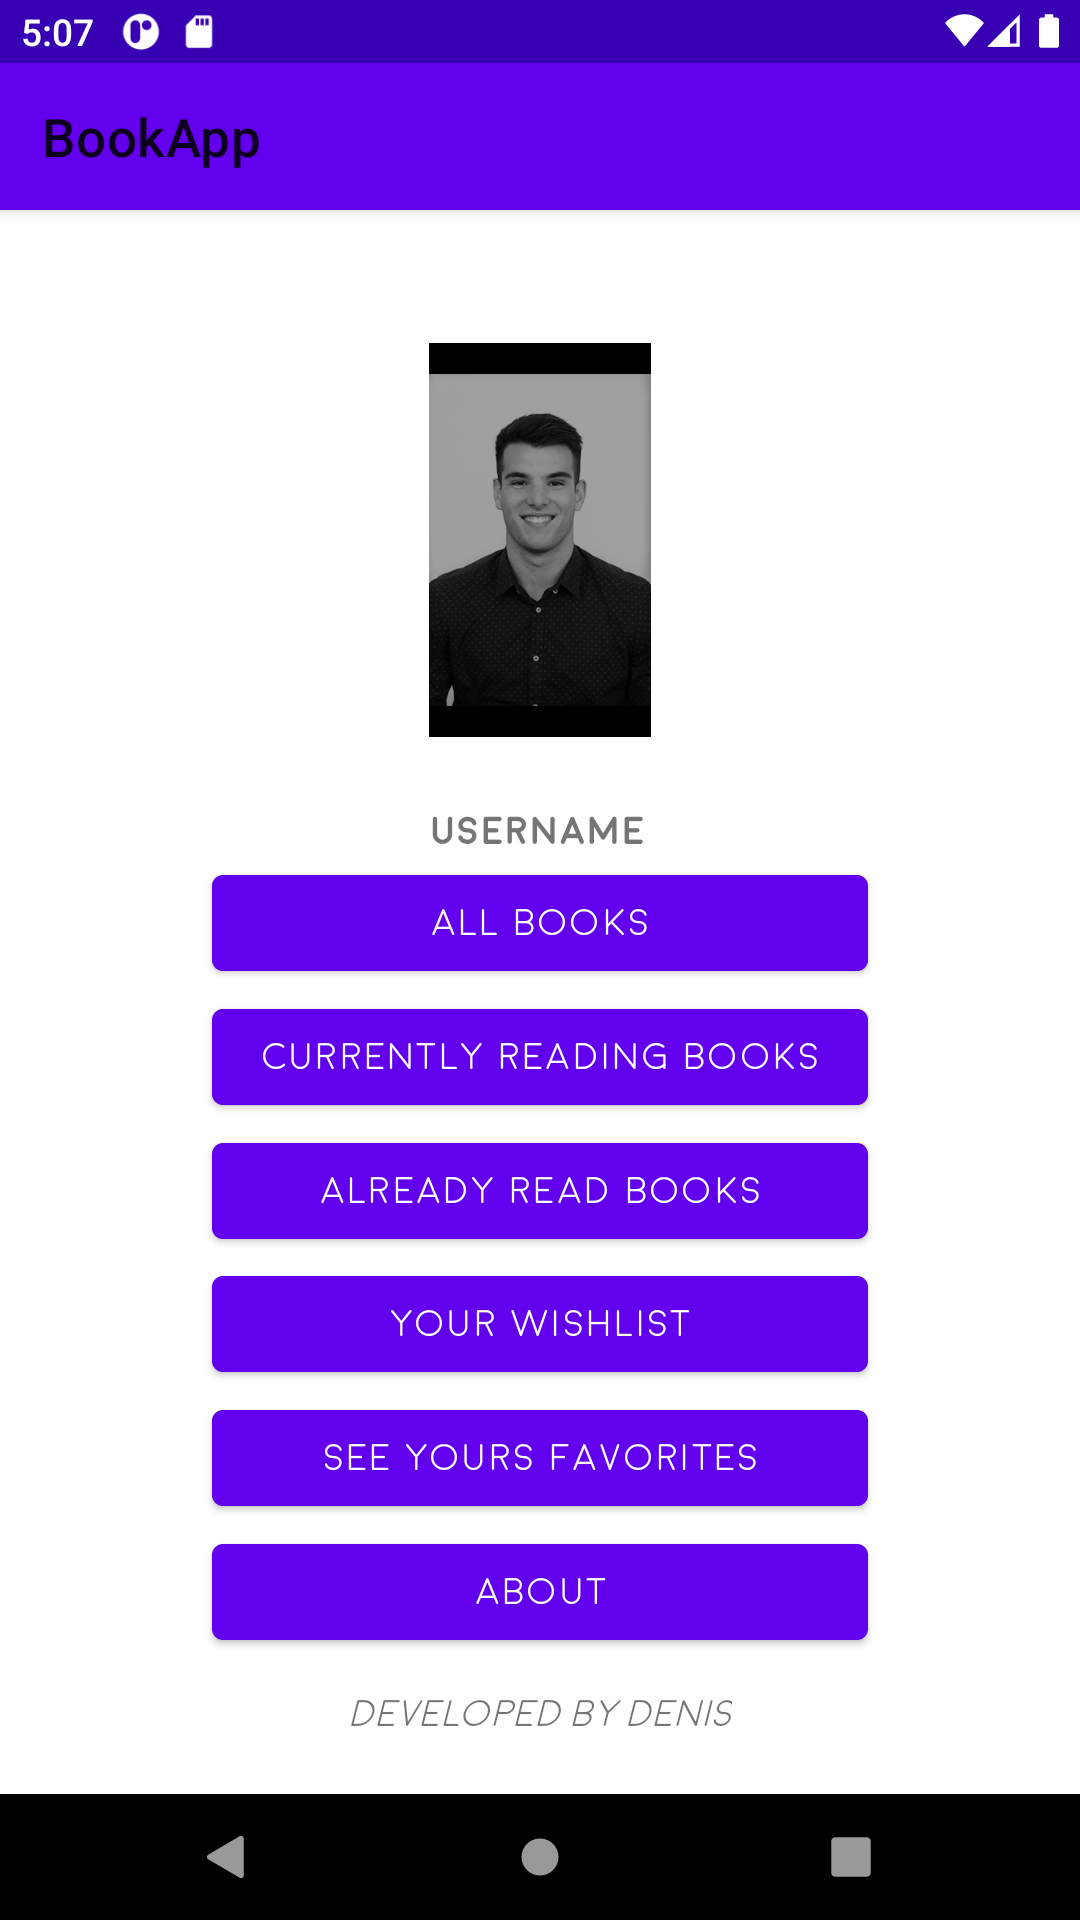 5:07
BookApp
USERNAME
ALL BOOKS
CURRENTLY READING BOOKS
ALREADY READ BOOKS
YOUR WISHLIST
SEE YOURS FAVORITES
ABOUT
DEVELOPED BY DENIS